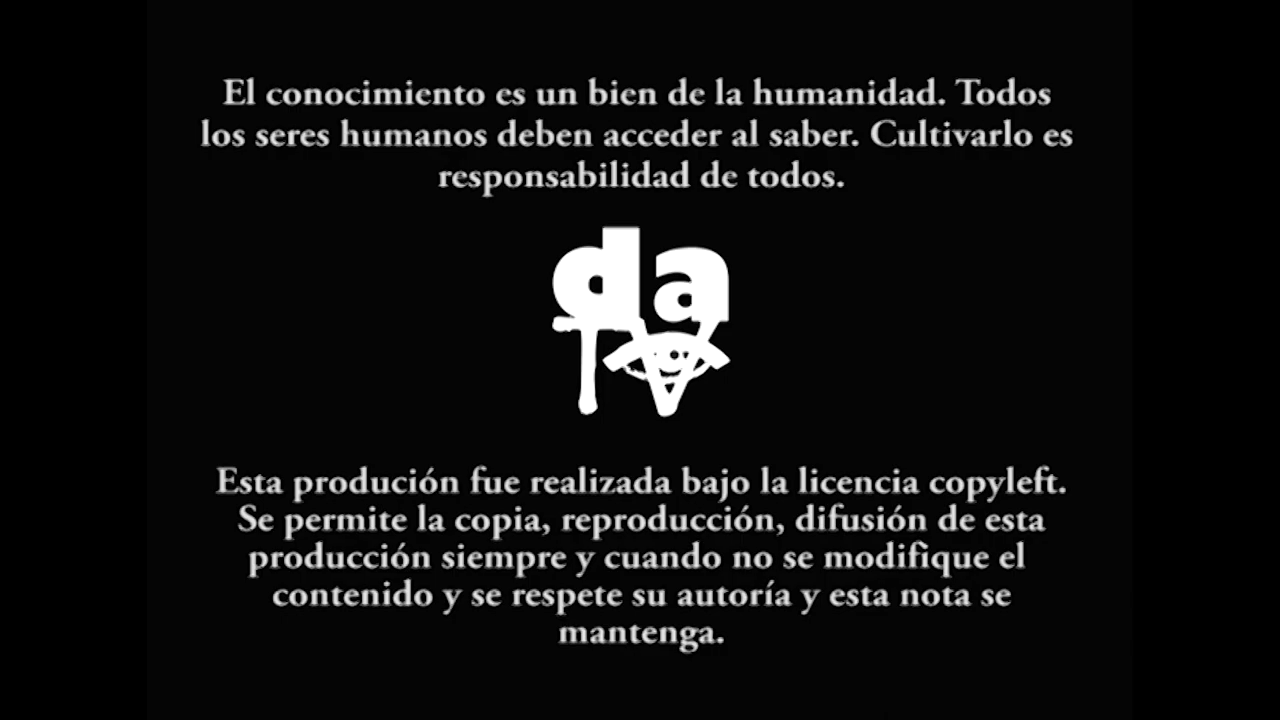 El conocimiento es un bien de la humanidad. Todos
los seres humanos deben acceder al saber. Cultivarlo es
responsabilidad de todos.
da
TV
Esta produción fue realizada bajo la licencia copyleft.
Se permite la copia, reproducción, difusión de esta
producción siempre y cuando no se modifique el
contenido y se respete su autoría y esta nota se
mantenga.